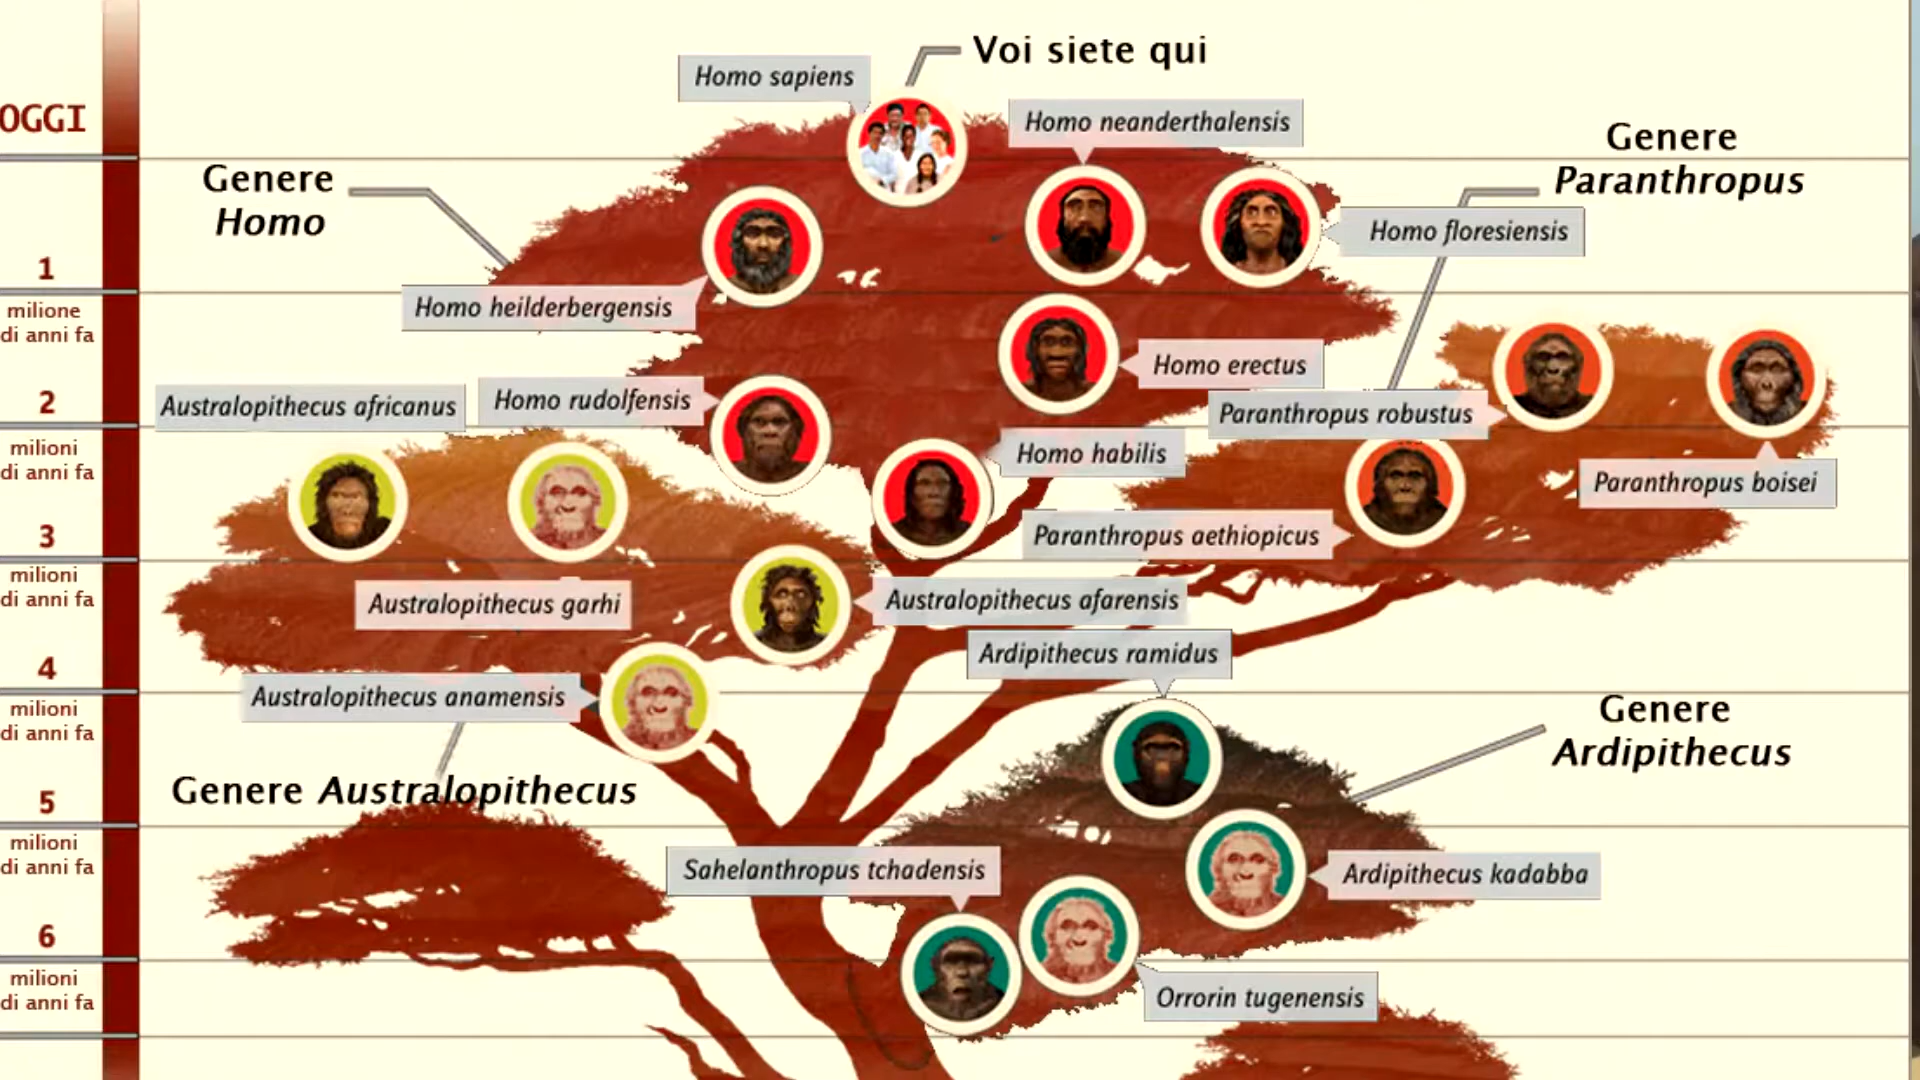 Voi siete qui
Homo sapiens
OGGI
Homo neanderthalensis
Genere
Paranthropus
Genere
Homo
Homo floresiensis
1
milione
di anni fa
Homo heilderbergensis
Homo erectus
2
milioni
di anni fa
Australopithecus africanus
Homo rudolfensis
Paranthropus robustus
Homo habilis
Paranthropus boisei
3
milioni
di anni fa
Paranthropus aethiopicus
Australopithecus garhi
Australopithecus afarensis
Ardipithecus ramidus
4
milioni
di anni fa
Australopithecus anamensis
Genere
Ardipithecus
Genere Australopithecus
5
milioni
di anni fa
Sahelanthropus tchadensis
Ardipithecus kadabba
6
milioni
di anni fa
Orrorin tugenensis